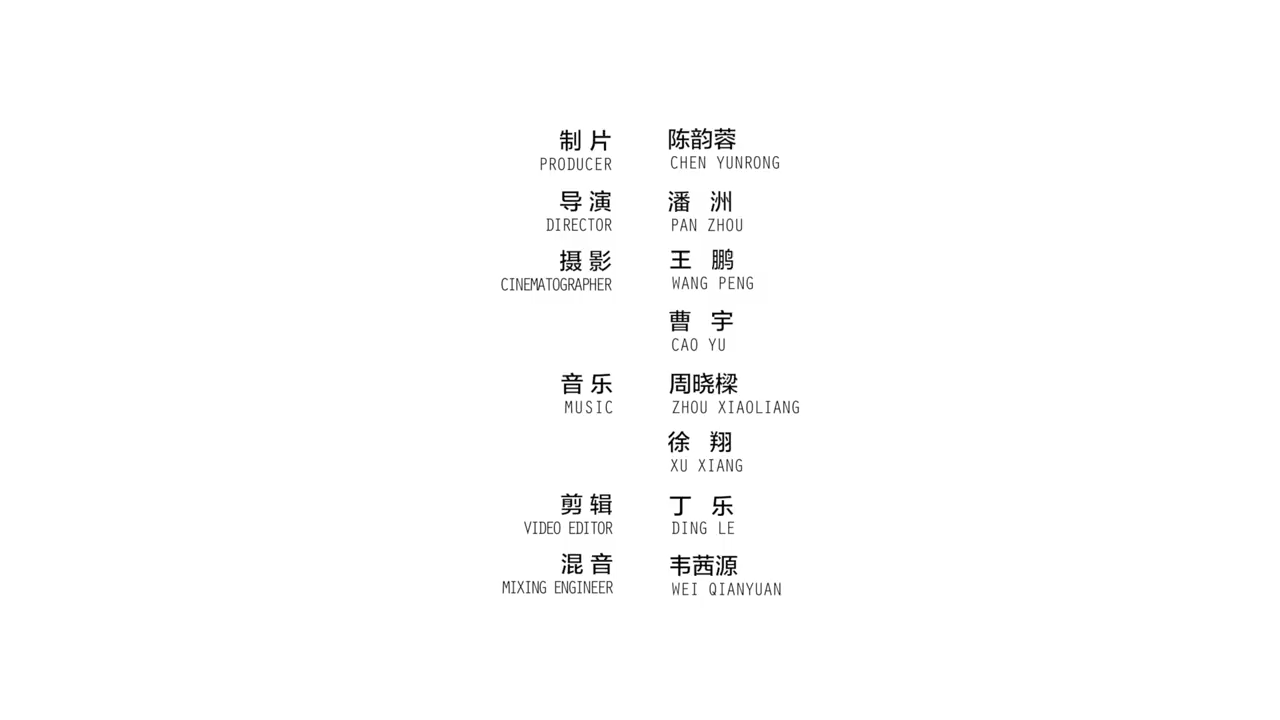 制片 陈韵蓉
PRODUCER CHEN YUNRONG
导演 潘洲
DIRECTOR PAN ZHOU
摄影 王鹏
CINEMATOGRAPHER WANG PENG
曹宇
CAO YU
音乐 周晓樑
MUSIC ZHOU XIAOLIANG
徐翔
XU XIANG
剪辑 丁乐
VIDEO EDITOR DING LE
混音 韦茜源
MIXING ENGINEER WEI QIANYUAN